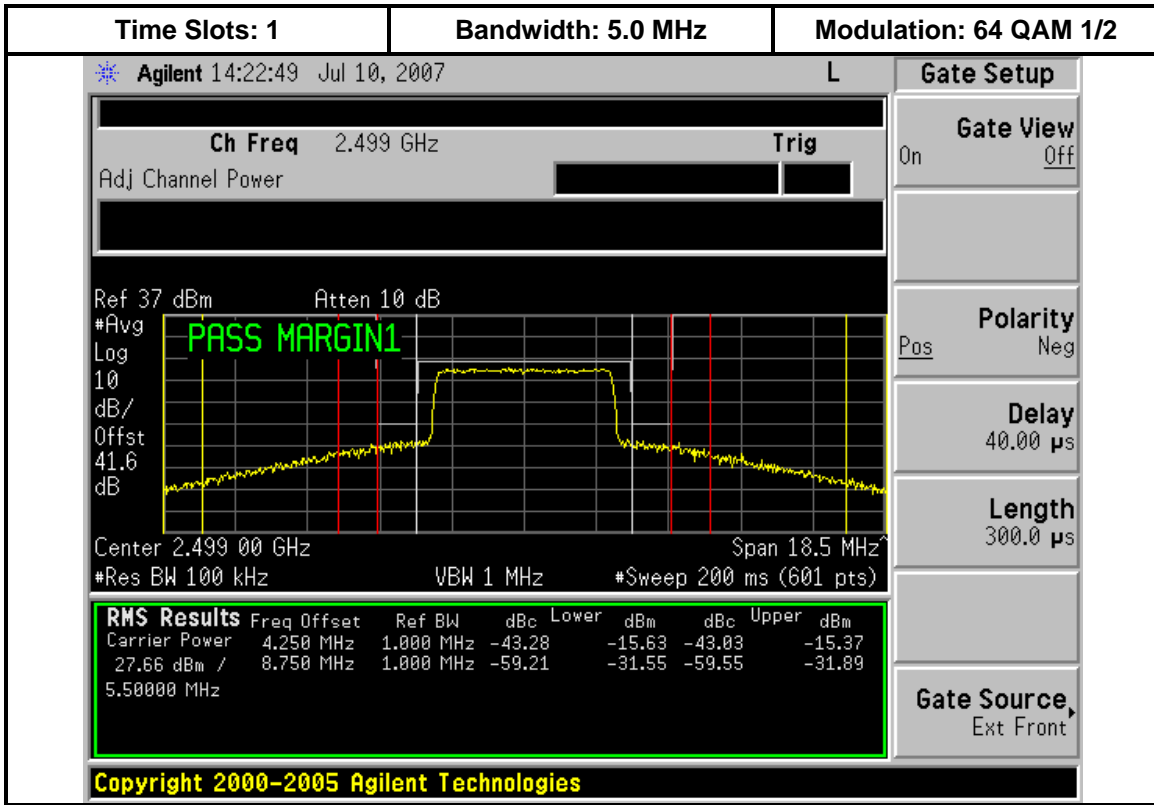 Time Slots: 1 Bandwidth: 5.0 MHz Modulation: 64 QAM 1/2
Agilent 14:22:49 Jul 10, 2007 L
Gate Setup
Ch Freq 2.499 GHz Trig
Adj Channel Power
Gate View
On Off
Ref 37 dBm Atten 10 dB
#Avg
Log
10
dB/
Offst
41.6
dB
PASS MARGIN1
Polarity
Pos Neg
Delay
40.00 µs
Length
300.0 µs
Center 2.499 00 GHz Span 18.5 MHz^
#Res BW 100 kHz VBW 1 MHz #Sweep 200 ms (601 pts)
RMS Results Freq Offset Ref BW dBc Lower dBm dBc Upper dBm
Carrier Power 4.250 MHz 1.000 MHz -43.28 -15.63 -43.03 -15.37
27.66 dBm / 8.750 MHz 1.000 MHz -59.21 -31.55 -59.55 -31.89
5.50000 MHz
Gate Source
Ext Front
Copyright 2000-2005 Agilent Technologies